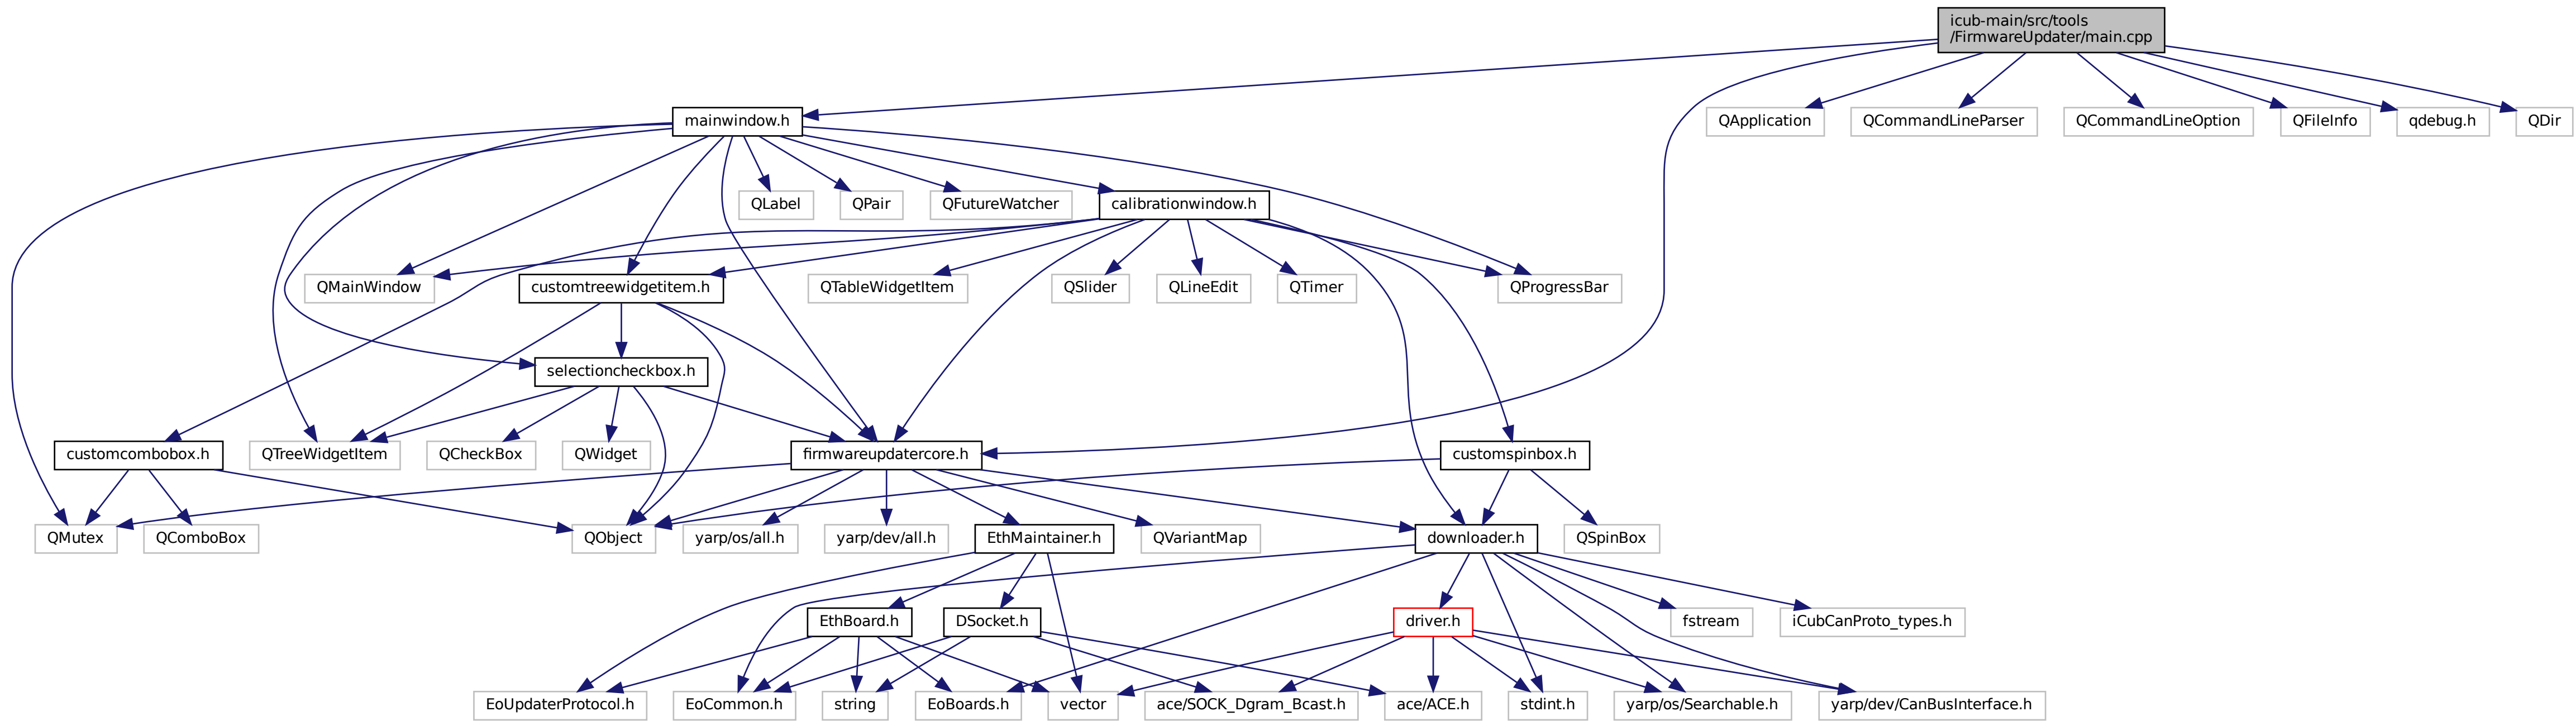 icub-main/src/tools
/FirmwareUpdater/main.cpp
mainwindow.h
QApplication
QCommandLineParser
QCommandLineOption
QFileInfo
qdebug.h
QDir
QLabel
QPair
QFutureWatcher
calibrationwindow.h
QMainWindow
customtreewidgetitem.h
QTableWidgetItem
QSlider
QLineEdit
QTimer
QProgressBar
selectioncheckbox.h
customcombobox.h
QTreeWidgetItem
QCheckBox
QWidget
firmwareupdatercore.h
customspinbox.h
QMutex
QComboBox
QObject
yarp/os/all.h
yarp/dev/all.h
EthMaintainer.h
QVariantMap
downloader.h
QSpinBox
EthBoard.h
DSocket.h
driver.h
fstream
iCubCanProto_types.h
EoUpdaterProtocol.h
EoCommon.h
string
EoBoards.h
vector
ace/SOCK_Dgram_Bcast.h
ace/ACE.h
stdint.h
yarp/os/Searchable.h
yarp/dev/CanBusInterface.h